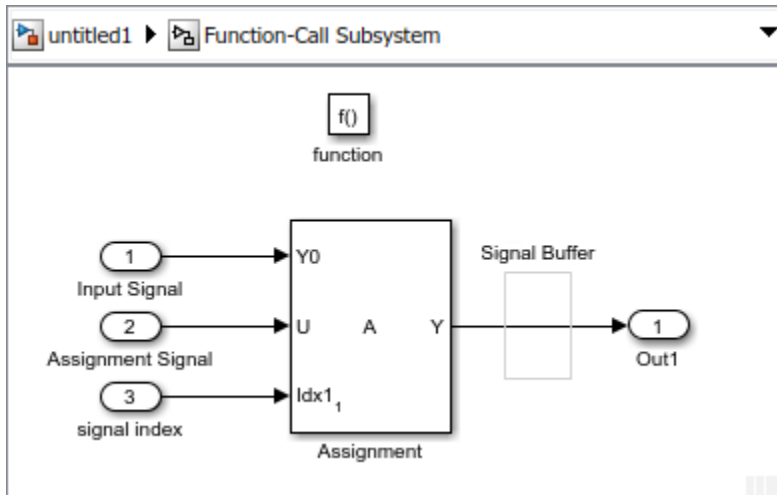 untitled1 Function-Call Subsystem
f()
function
1
Input Signal
2
Assignment Signal
3
signal index
Y0
U A Y
Idx1 1
Assignment
Signal Buffer
1
Out1